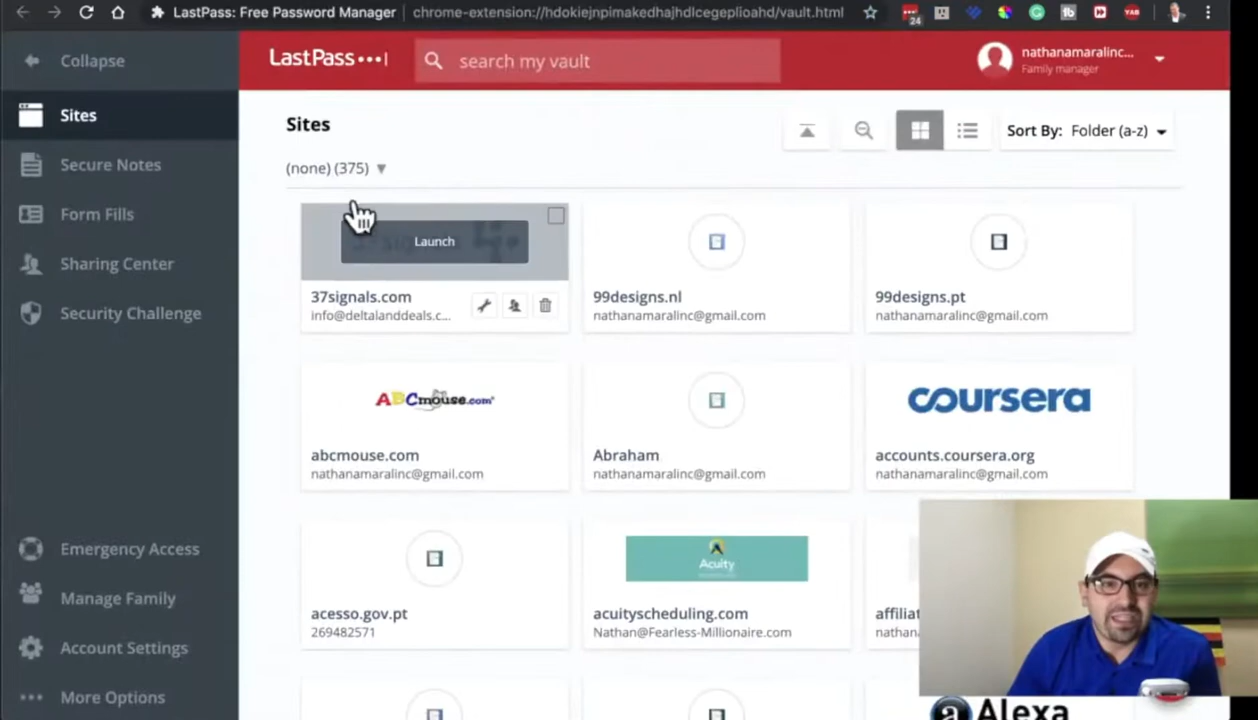 LastPass: Free Password Manager
chrome-extension://hdokiejnpimakedhajhdlcegeplioahd/vault.html
24
YAB
Collapse
LastPass
search my vault
nathanamaralinc...
Family manager
Sites
Sites
Sort By: Folder (a-z)
Secure Notes
(none) (375)
Form Fills
Launch
Sharing Center
37signals.com
info@deltalanddeals.c...
99designs.nl
nathanamaralinc@gmail.com
99designs.pt
nathanamaralinc@gmail.com
Security Challenge
ABCmouse.com
coursera
abcmouse.com
nathanamaralinc@gmail.com
Abraham
nathanamaralinc@gmail.com
accounts.coursera.org
nathanamaralinc@gmail.com
Emergency Access
Acuity
Manage Family
acesso.gov.pt
269482571
acuityscheduling.com
Nathan@Fearless-Millionaire.com
affilia
nathan
Account Settings
More Options
a Alexa